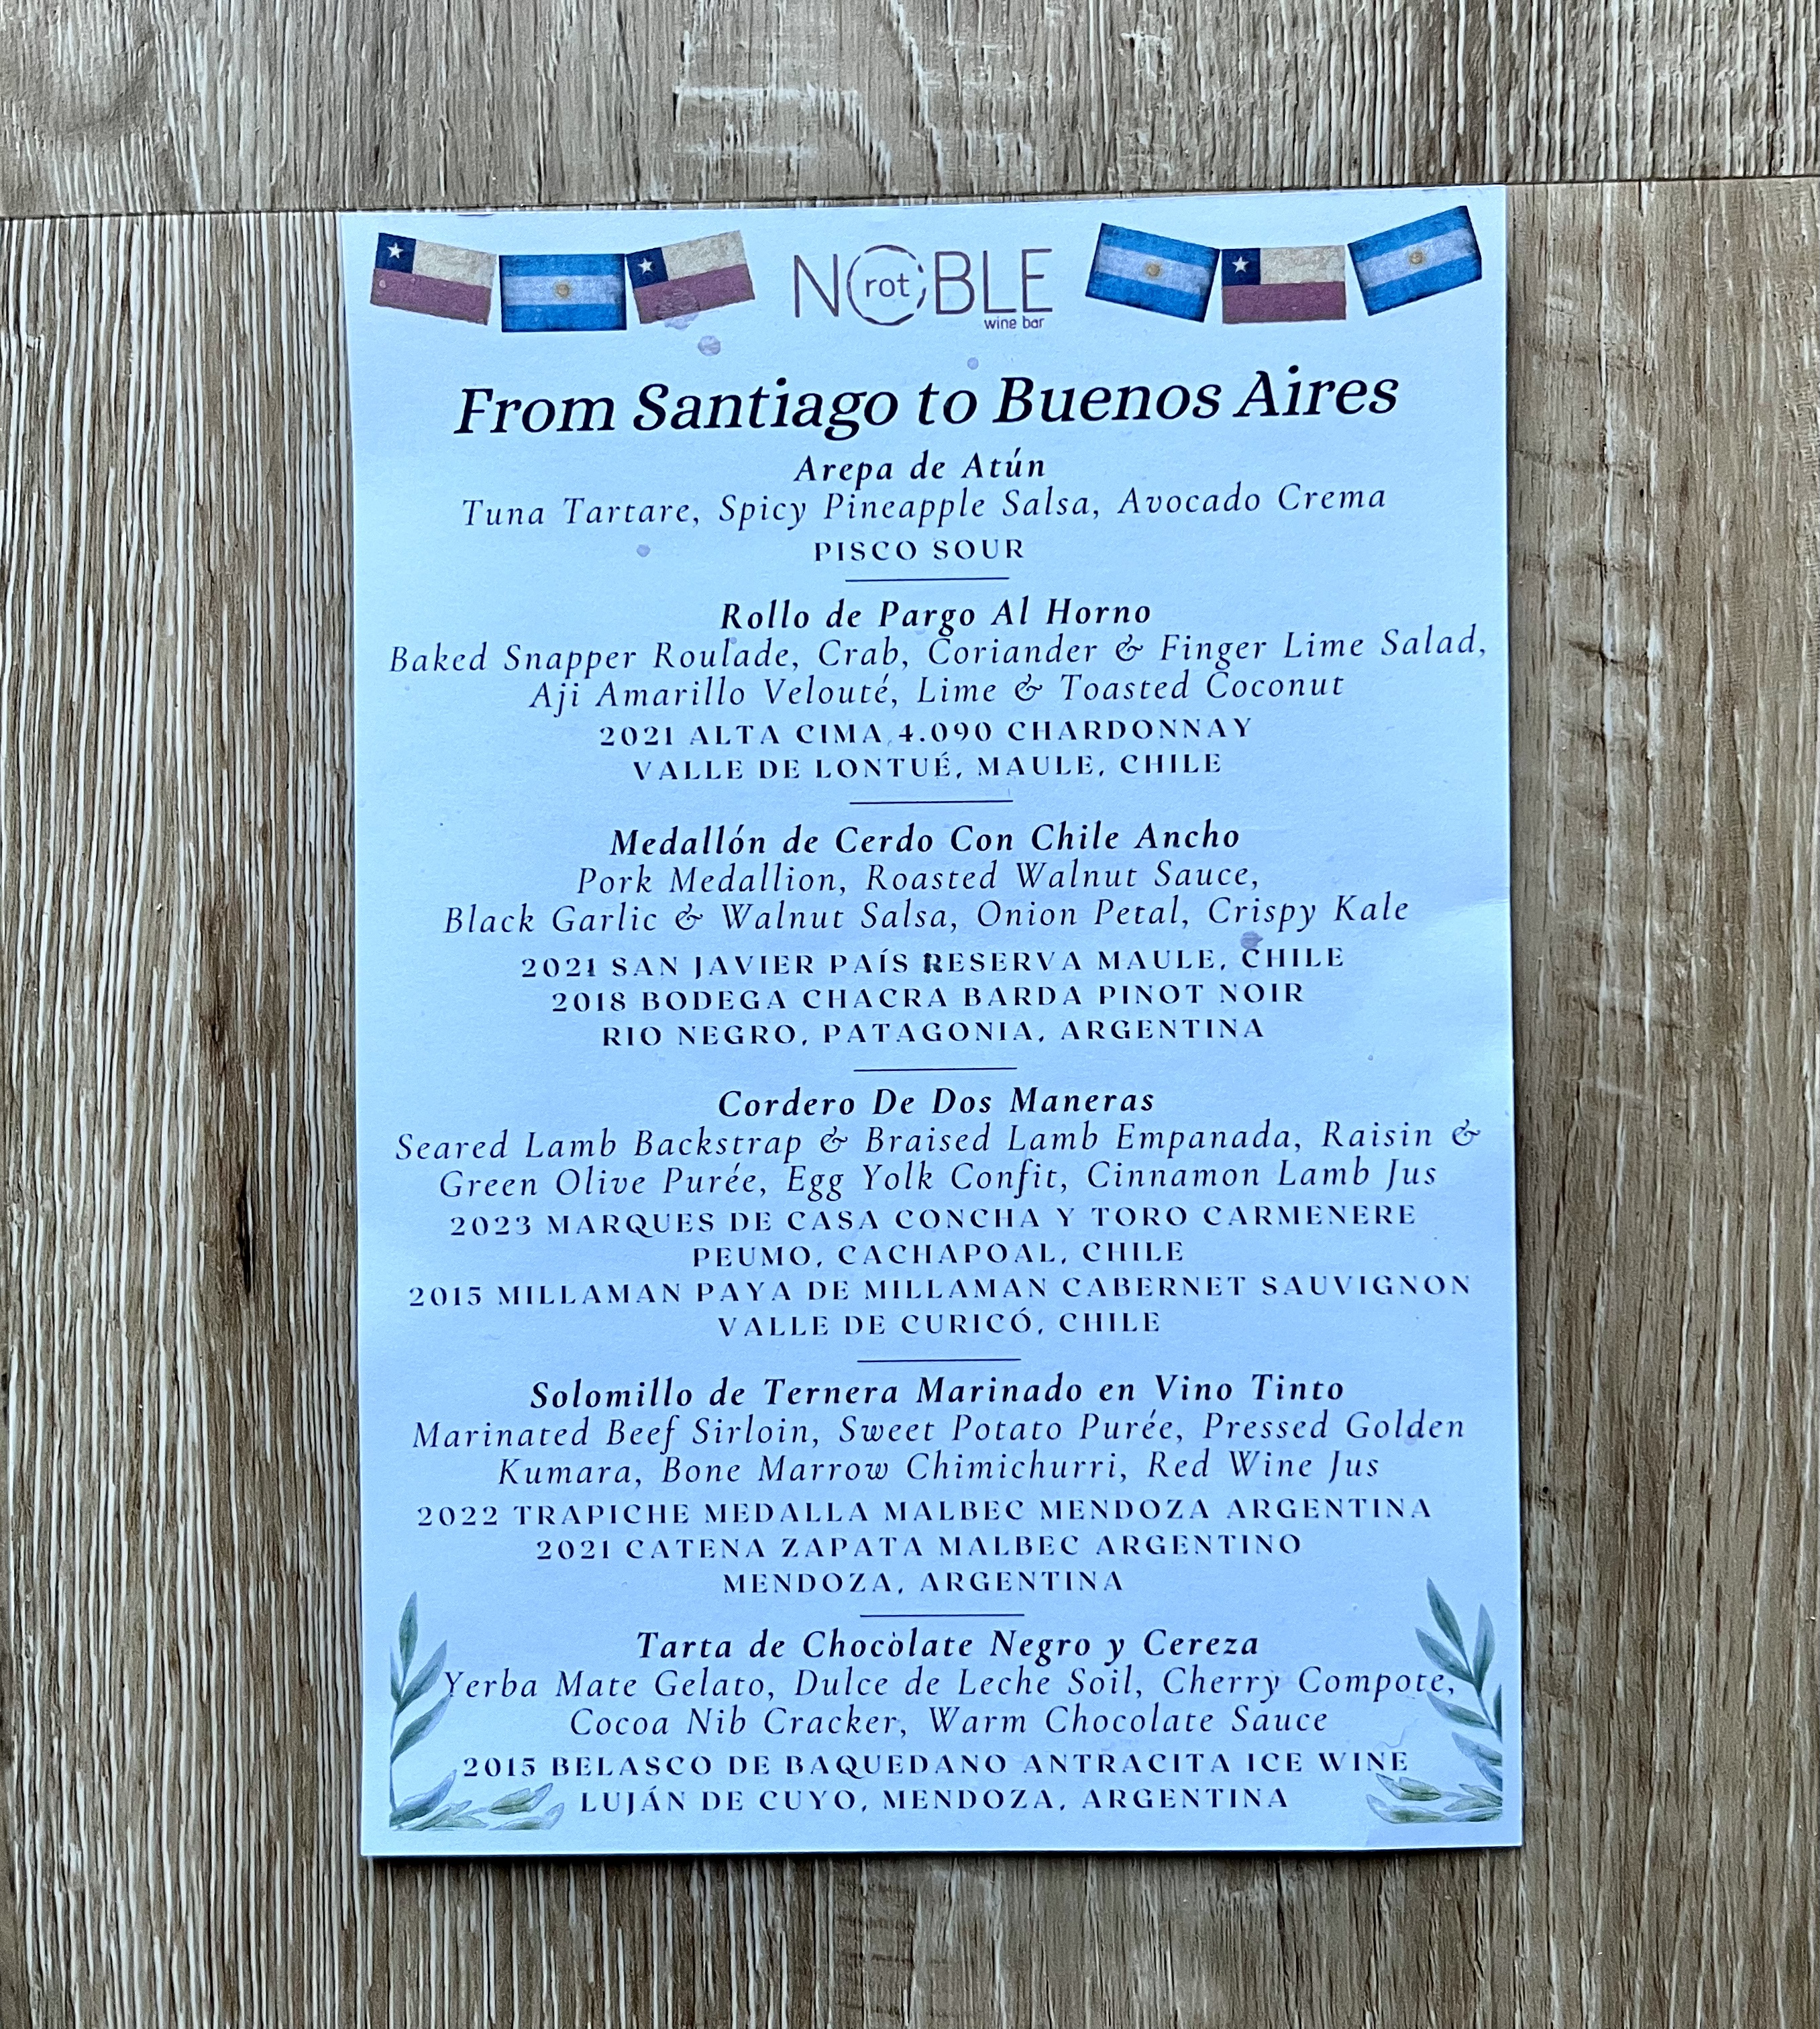 NOBLE
rot
wine bar
From Santiago to Buenos Aires
Arepa de Atún
Tuna Tartare, Spicy Pineapple Salsa, Avocado Crema
PISCO SOUR
Rollo de Pargo Al Horno
Baked Snapper Roulade, Crab, Coriander & Finger Lime Salad,
Aji Amarillo Velouté, Lime & Toasted Coconut
2021 ALTA CIMA 4.090 CHARDONNAY
VALLE DE LONTUÉ, MAULE, CHILE
Medallón de Cerdo Con Chile Ancho
Pork Medallion, Roasted Walnut Sauce,
Black Garlic & Walnut Salsa, Onion Petal, Crispy Kale
2021 SAN JAVIER PAÍS RESERVA MAULE, CHILE
2018 BODEGA CHACRA BARDA PINOT NOIR
RIO NEGRO, PATAGONIA, ARGENTINA
Cordero De Dos Maneras
Seared Lamb Backstrap & Braised Lamb Empanada, Raisin &
Green Olive Purée, Egg Yolk Confit, Cinnamon Lamb Jus
2023 MARQUES DE CASA CONCHA Y TORO CARMENERE
PEUMO, CACHAPOAL, CHILE
2015 MILLAMAN PAYA DE MILLAMAN CABERNET SAUVIGNON
VALLE DE CURICÓ, CHILE
Solomillo de Ternera Marinado en Vino Tinto
Marinated Beef Sirloin, Sweet Potato Purée, Pressed Golden
Kumara, Bone Marrow Chimichurri, Red Wine Jus
2022 TRAPICHE MEDALLA MALBEC MENDOZA ARGENTINA
2021 CATENA ZAPATA MALBEC ARGENTINO
MENDOZA, ARGENTINA
Tarta de Chocolate Negro y Cereza
Yerba Mate Gelato, Dulce de Leche Soil, Cherry Compote,
Cocoa Nib Cracker, Warm Chocolate Sauce
2015 BELASCO DE BAQUEDANO ANTRACITA ICE WINE
LUJÁN DE CUYO, MENDOZA, ARGENTINA